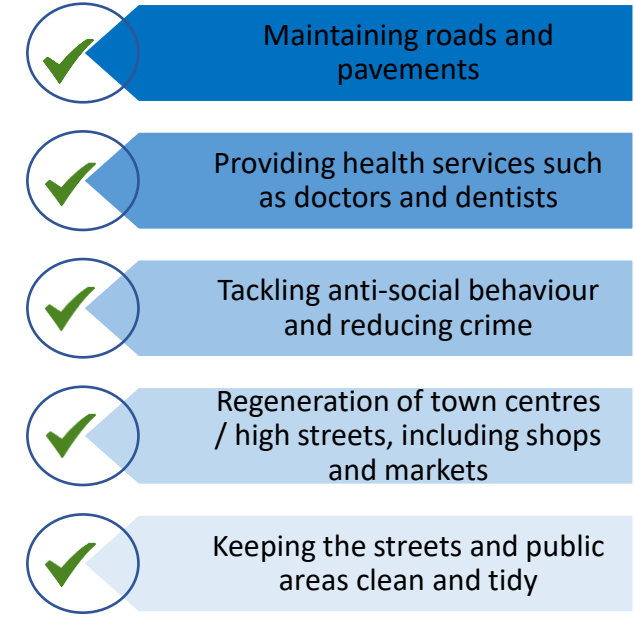 Maintaining roads and
pavements
Providing health services such
as doctors and dentists
Tackling anti-social behaviour
and reducing crime
Regeneration of town centres
/ high streets, including shops
and markets
Keeping the streets and public
areas clean and tidy